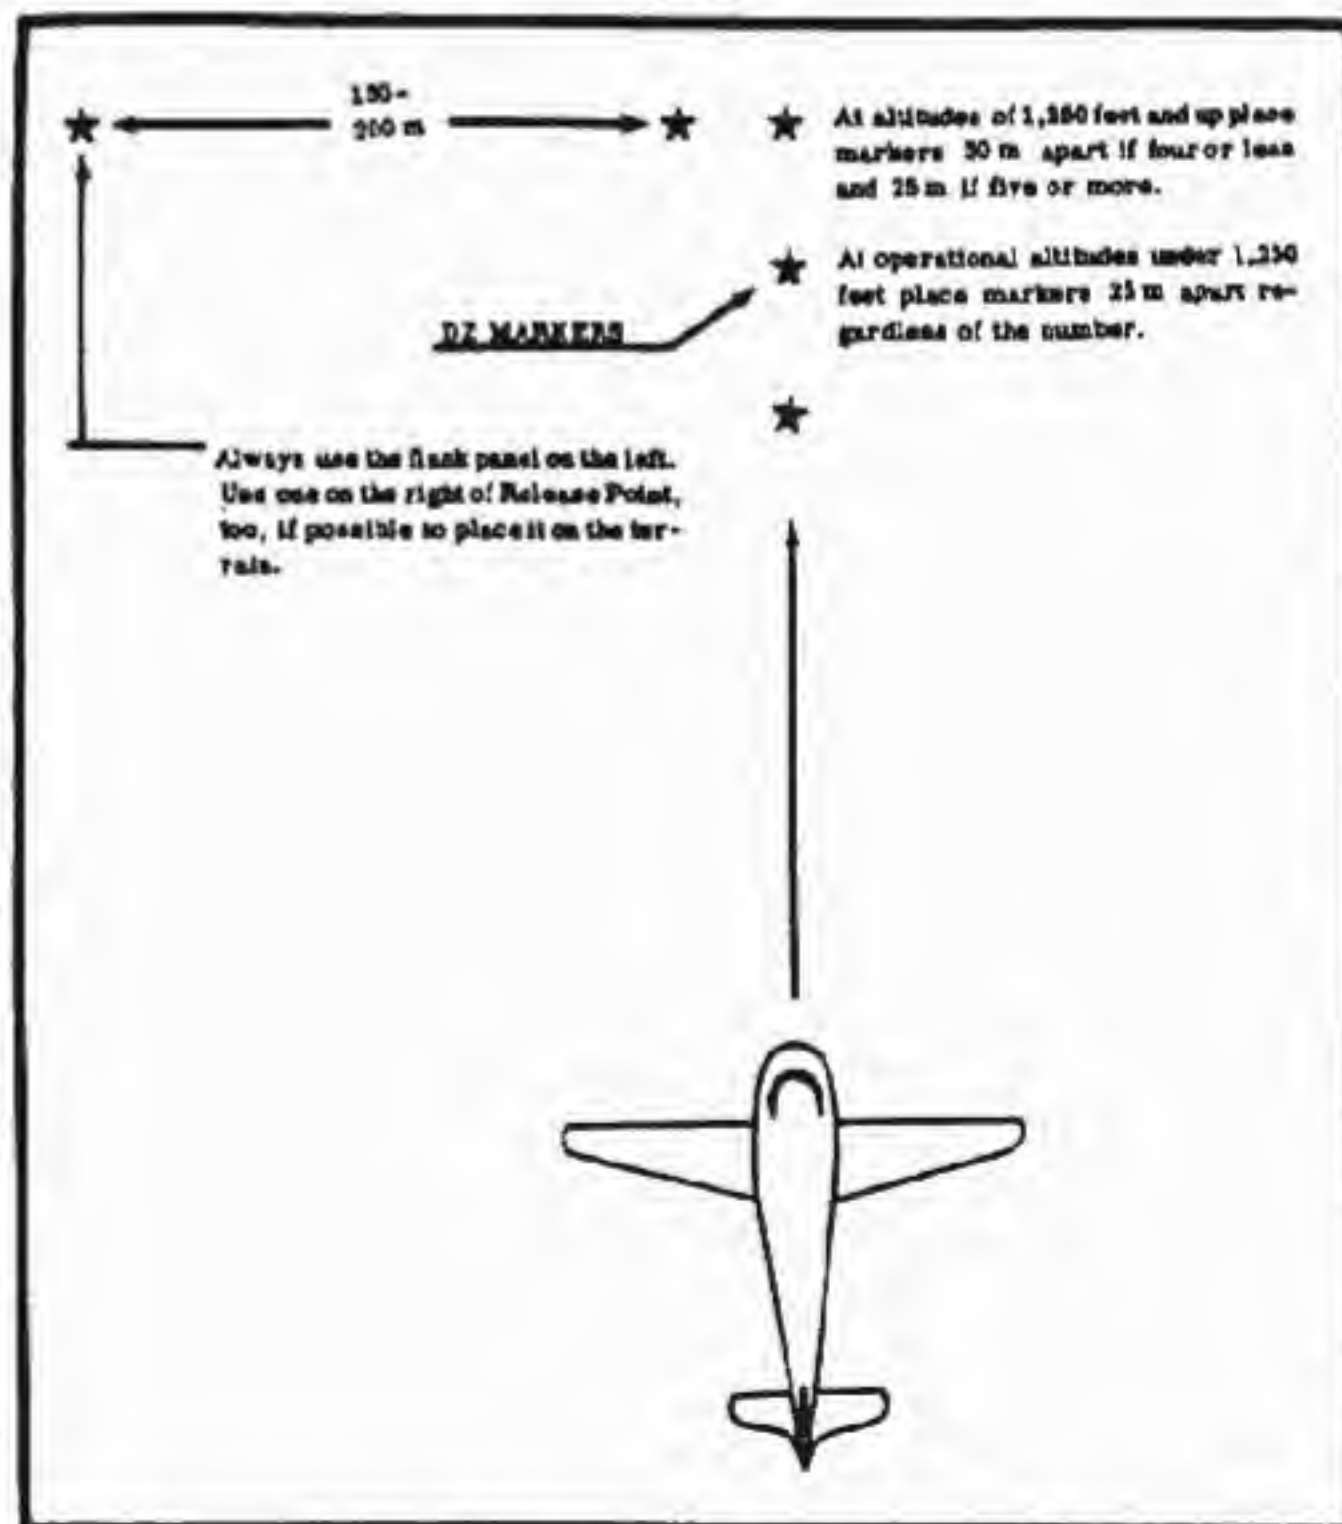 150-
200 m
At altitudes of 1,250 feet and up place
markers 50 m apart if four or less
and 25 m if five or more.
At operational altitudes under 1,250
feet place markers 25 m apart re-
gardless of the number.
DZ MARKERS
Always use the flank panel on the left.
Use one on the right of Release Point,
too, if possible so place it on the ter-
rain.